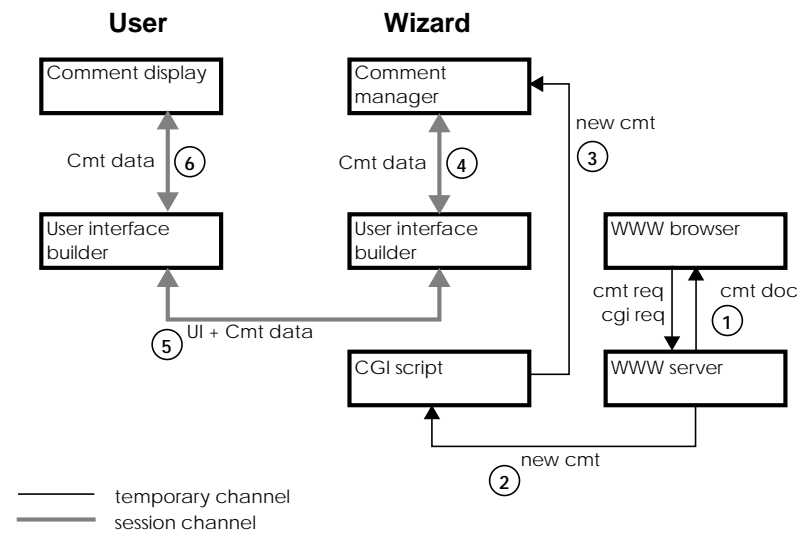 User
Wizard
Comment display
Comment
manager
new cmt
3
Cmt data
6
Cmt data
4
User interface
builder
User interface
builder
WWW browser
cmt req
cgi req
cmt doc
1
UI + Cmt data
5
CGI script
WWW server
new cmt
2
temporary channel
session channel